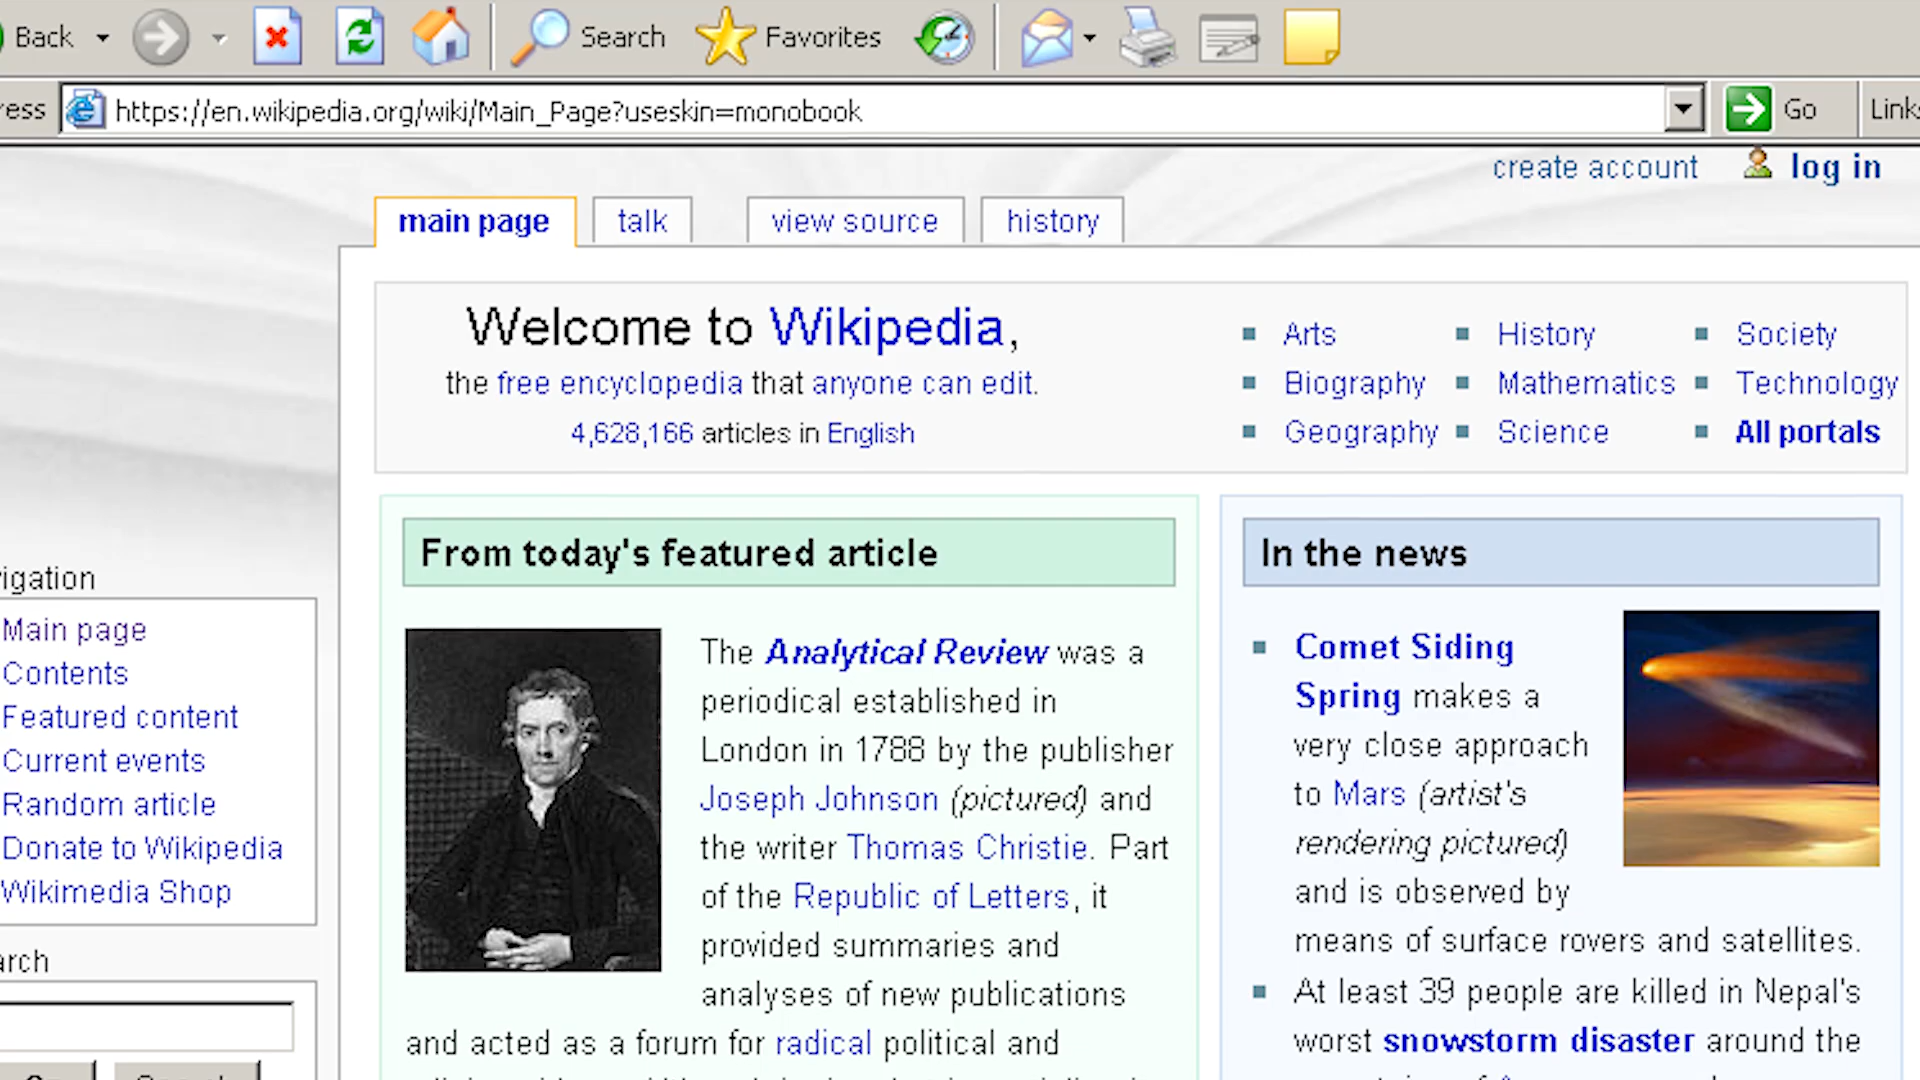 Back
Search
Favorites
ress
https://en.wikipedia.org/wiki/Main_Page?useskin=monobook
Go
Links
create account
log in
main page
talk
view source
history
Welcome to Wikipedia,
the free encyclopedia that anyone can edit.
4,628,166 articles in English
Arts
History
Society
Biography
Mathematics
Technology
Geography
Science
All portals
igation
Main page
Contents
Featured content
Current events
Random article
Donate to Wikipedia
Wikimedia Shop
arch
From today's featured article
The Analytical Review was a
periodical established in
London in 1788 by the publisher
Joseph Johnson (pictured) and
the writer Thomas Christie. Part
of the Republic of Letters, it
provided summaries and
analyses of new publications
and acted as a forum for radical political and
In the news
Comet Siding
Spring makes a
very close approach
to Mars (artist's
rendering pictured)
and is observed by
means of surface rovers and satellites.
At least 39 people are killed in Nepal's
worst snowstorm disaster around the